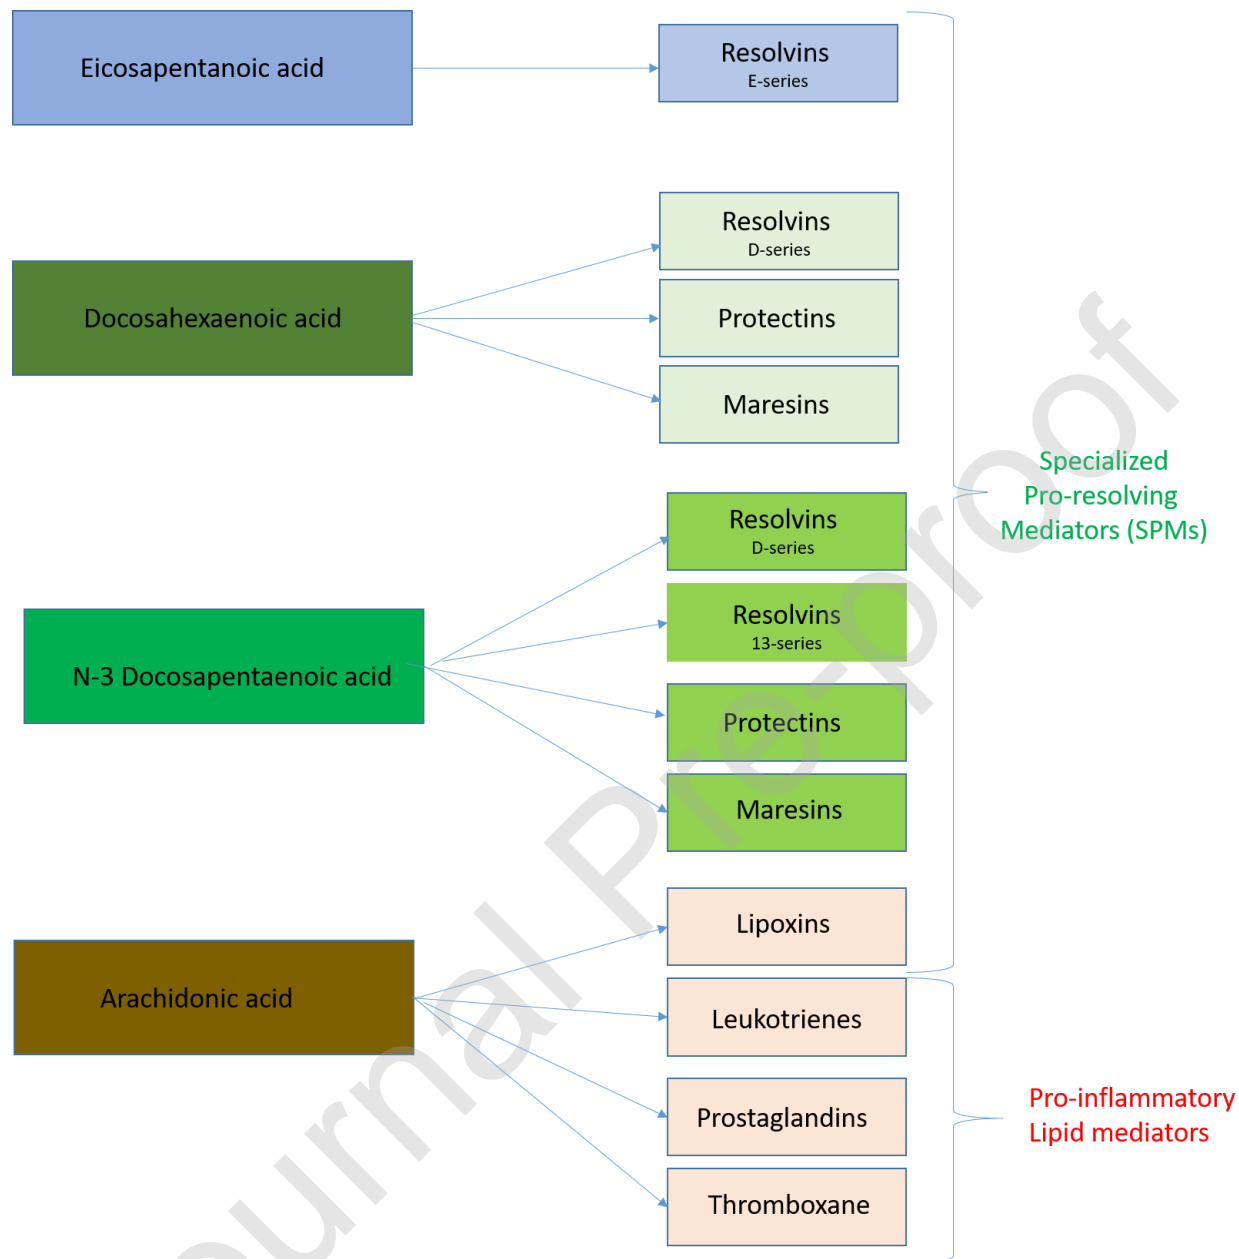 Eicosapentanoic acid
Resolvins
E-series
Docosahexaenoic acid
Resolvins
D-series
Protectins
Maresins
N-3 Docosapentaenoic acid
Resolvins
D-series
Resolvins
13-series
Protectins
Maresins
Arachidonic acid
Lipoxins
Leukotrienes
Prostaglandins
Thromboxane
Specialized
Pro-resolving
Mediators (SPMs)
Pro-inflammatory
Lipid mediators
urnal Pre-proof